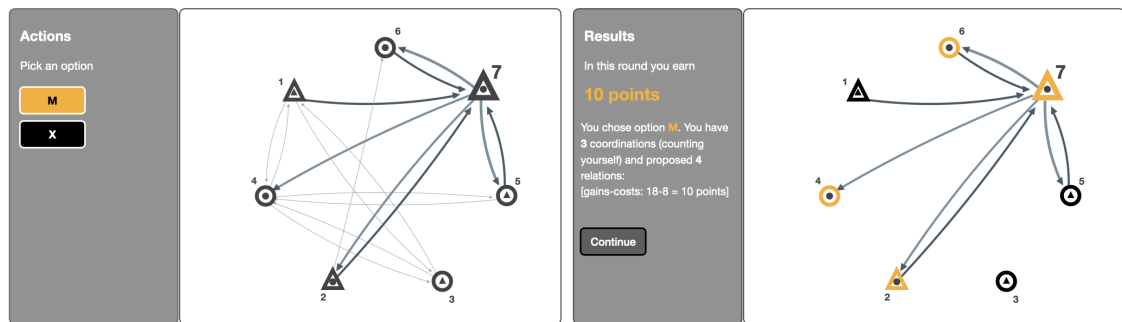 Actions
Pick an option
M
X
6
7
1
4
5
2
3
Results
In this round you earn
10 points
You chose option M. You have
3 coordinations (counting
yourself) and proposed 4
relations:
[gains-costs: 18-8 = 10 points]
Continue
6
7
1
4
5
2
3